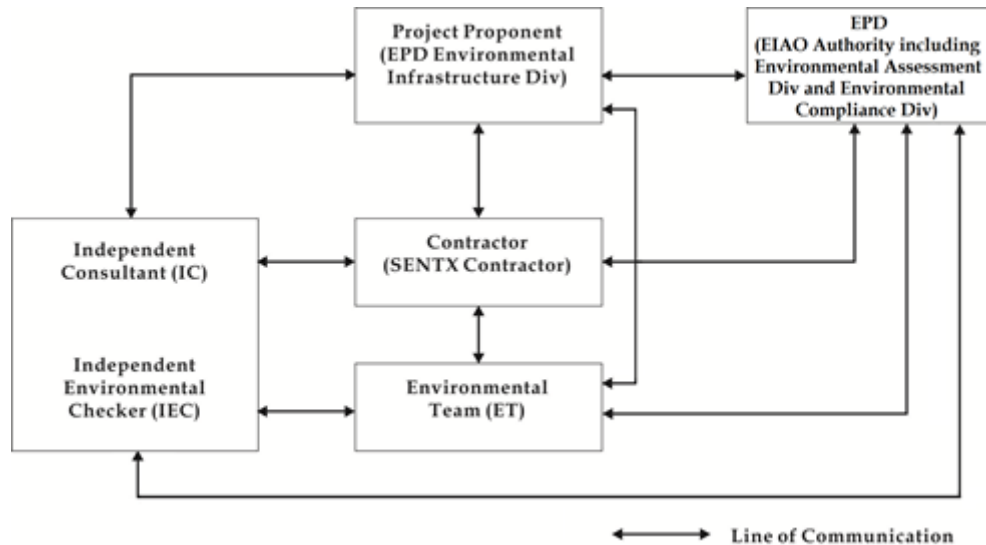 Project Proponent
(EPD Environmental
Infrastructure Div)
EPD
(EIAO Authority including
Environmental Assessment
Div and Environmental
Compliance Div)
Independent
Consultant (IC)
Contractor
(SENTX Contractor)
Independent
Environmental
Checker (IEC)
Environmental
Team (ET)
Line of Communication